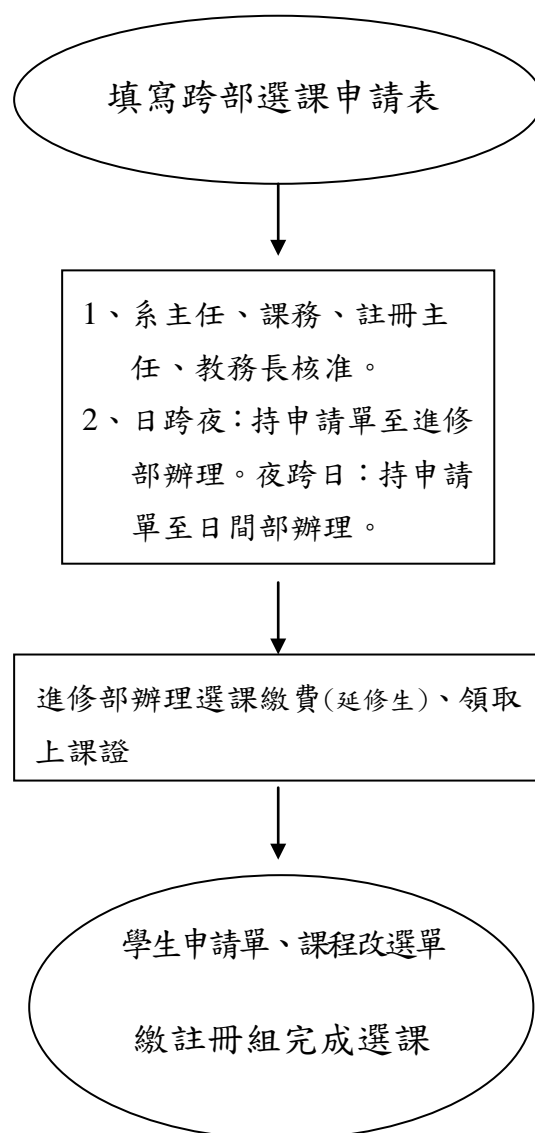 填寫跨部選課申請表
1、系主任、課務、註冊主
任、教務長核准。
2、日跨夜：持申請單至進修
部辦理。夜跨日：持申請
單至日間部辦理。
進修部辦理選課繳費(延修生)、領取
上課證
學生申請單、課程改選單
繳註冊組完成選課